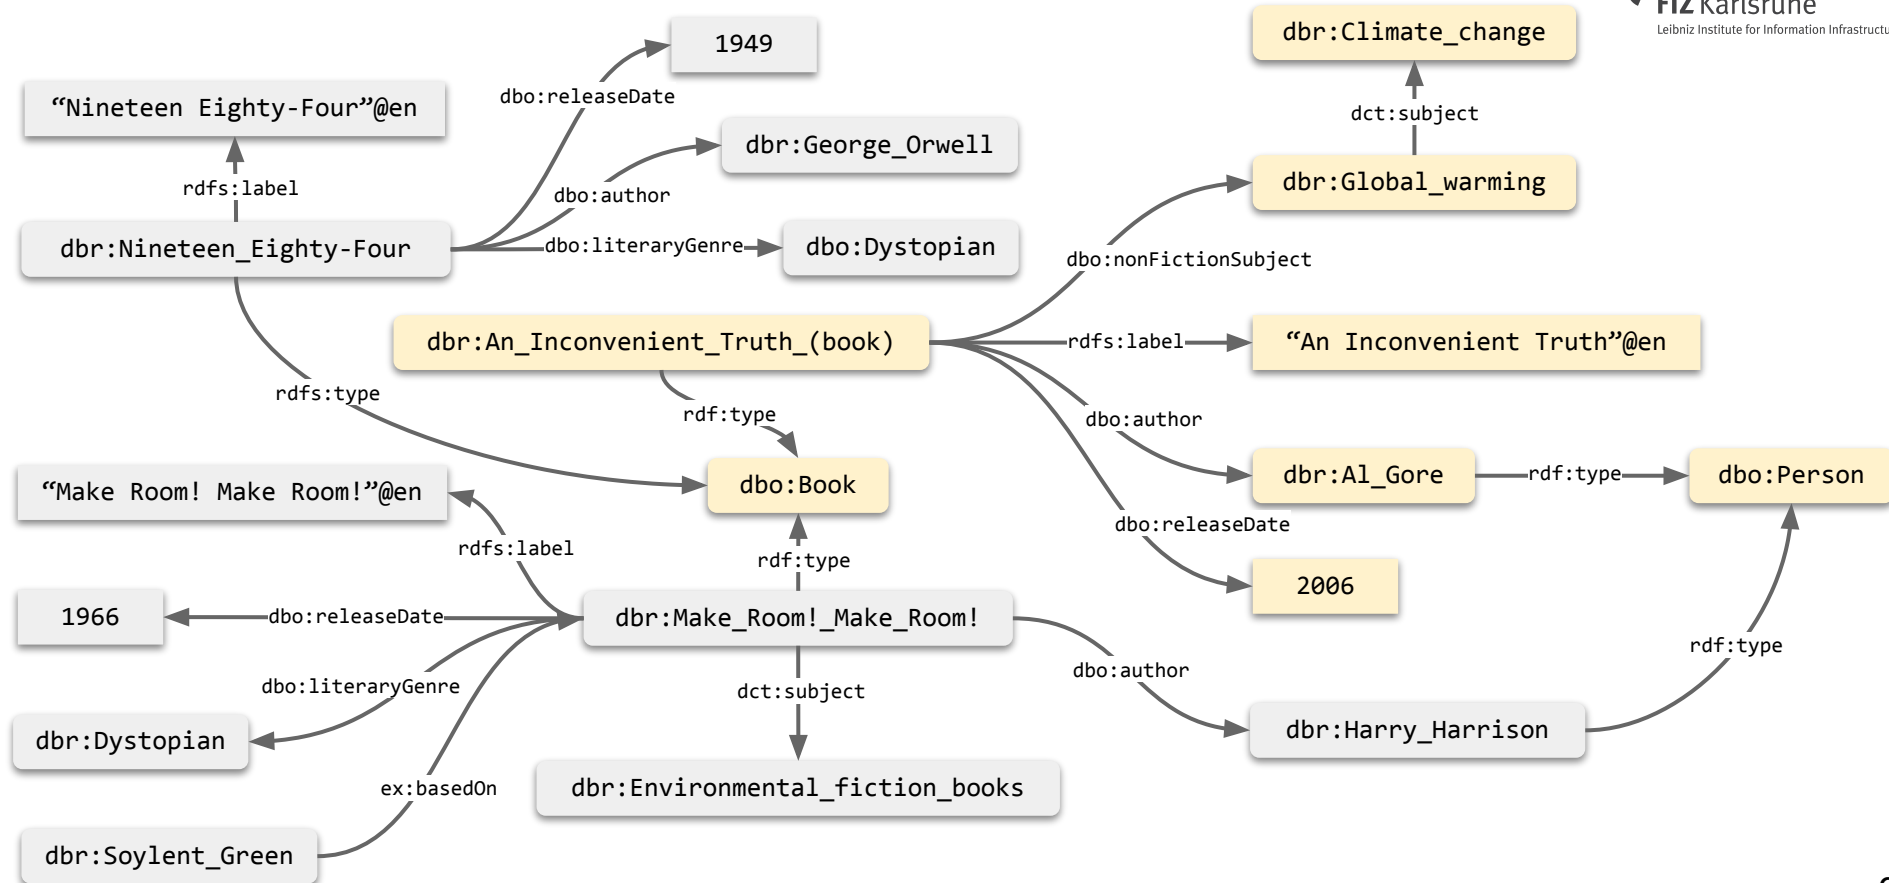 FIZ Karlsruhe
Leibniz Institute for Information Infrastructu
dbr:Climate_change
1949
dbo:releaseDate
“Nineteen Eighty-Four”@en
dct:subject
dbr:George_Orwell
rdfs:label
dbo:author
dbr:Global_warming
dbr:Nineteen_Eighty-Four
dbo:literaryGenre
dbo:Dystopian
dbo:nonFictionSubject
dbr:An_Inconvenient_Truth_(book)
rdfs:label
“An Inconvenient Truth”@en
rdfs:type
rdf:type
dbo:author
dbr:Al_Gore
rdf:type
dbo:Person
“Make Room! Make Room!”@en
dbo:Book
dbo:releaseDate
rdfs:label
rdf:type
2006
1966
dbo:releaseDate
dbr:Make_Room!_Make_Room!
rdf:type
dbo:author
dbo:literaryGenre
dct:subject
dbr:Dystopian
dbr:Harry_Harrison
ex:basedOn
dbr:Environmental_fiction_books
dbr:Soylent_Green